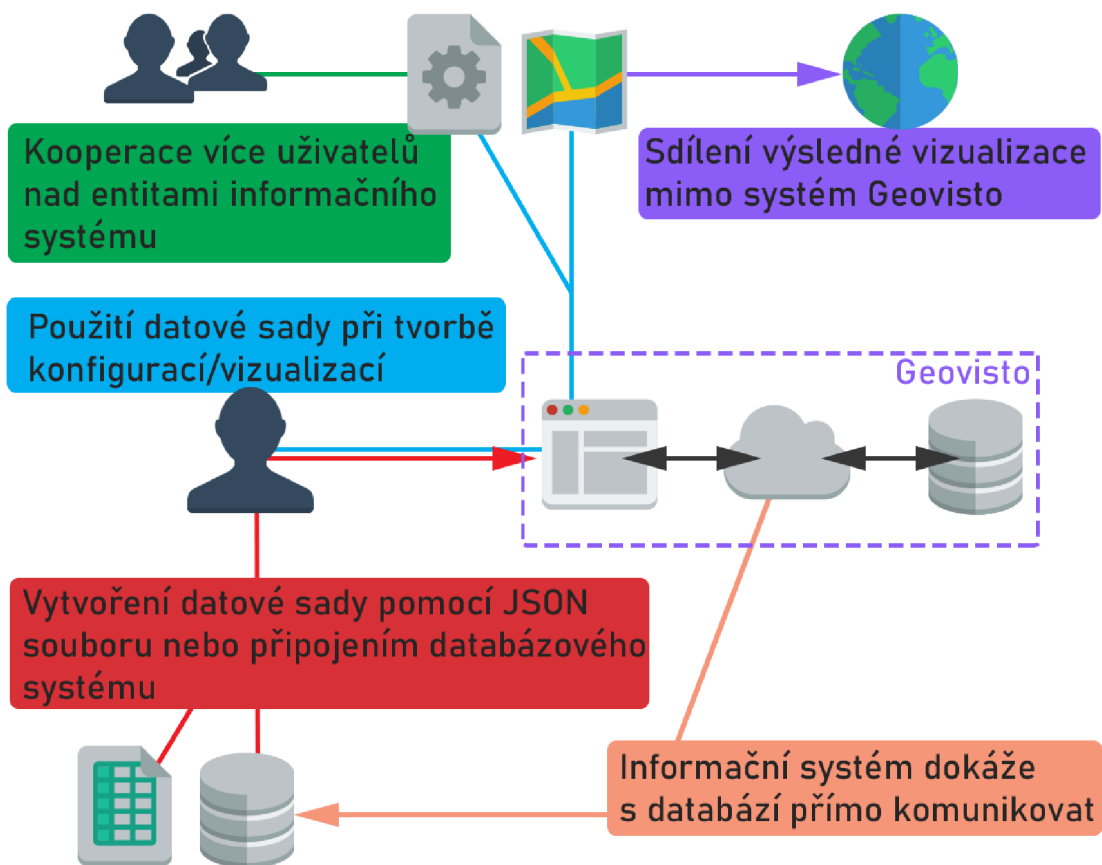 Kooperace více uživatelů
nad entitami informačního
systému
Sdílení výsledné vizualizace
mimo systém Geovisto
Použití datové sady při tvorbě
konfigurací/vizualizací
Geovisto
Vytvoření datové sady pomocí JSON
souboru nebo připojením databázového
systému
Informační systém dokáže
s databází přímo komunikovat